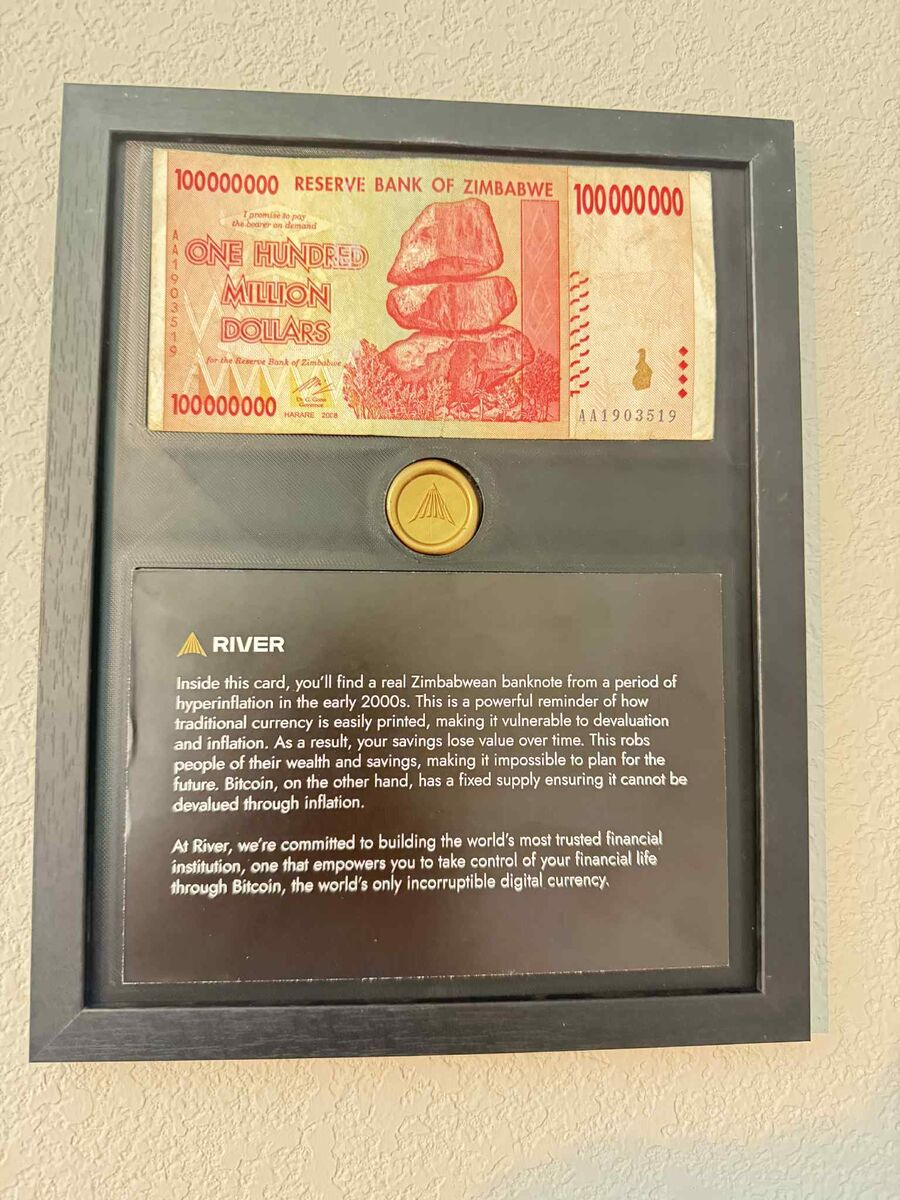 100000000 RESERVE BANK OF ZIMBABWE 100000000
I promise to pay
the bearer on demand
ONE HUNDRED
MILLION
DOLLARS
for the Reserve Bank of Zimbabwe
Dr. G. Gono
Governor
100000000 HARARE 2008
AA1903519
AA1903519
RIVER
Inside this card, you'll find a real Zimbabwean banknote from a period of
hyperinflation in the early 2000s. This is a powerful reminder of how
traditional currency is easily printed, making it vulnerable to devaluation
and inflation. As a result, your savings lose value over time. This robs
people of their wealth and savings, making it impossible to plan for the
future. Bitcoin, on the other hand, has a fixed supply ensuring it cannot be
devalued through inflation.
At River, we're committed to building the world's most trusted financial
institution, one that empowers you to take control of your financial life
through Bitcoin, the world's only incorruptible digital currency.